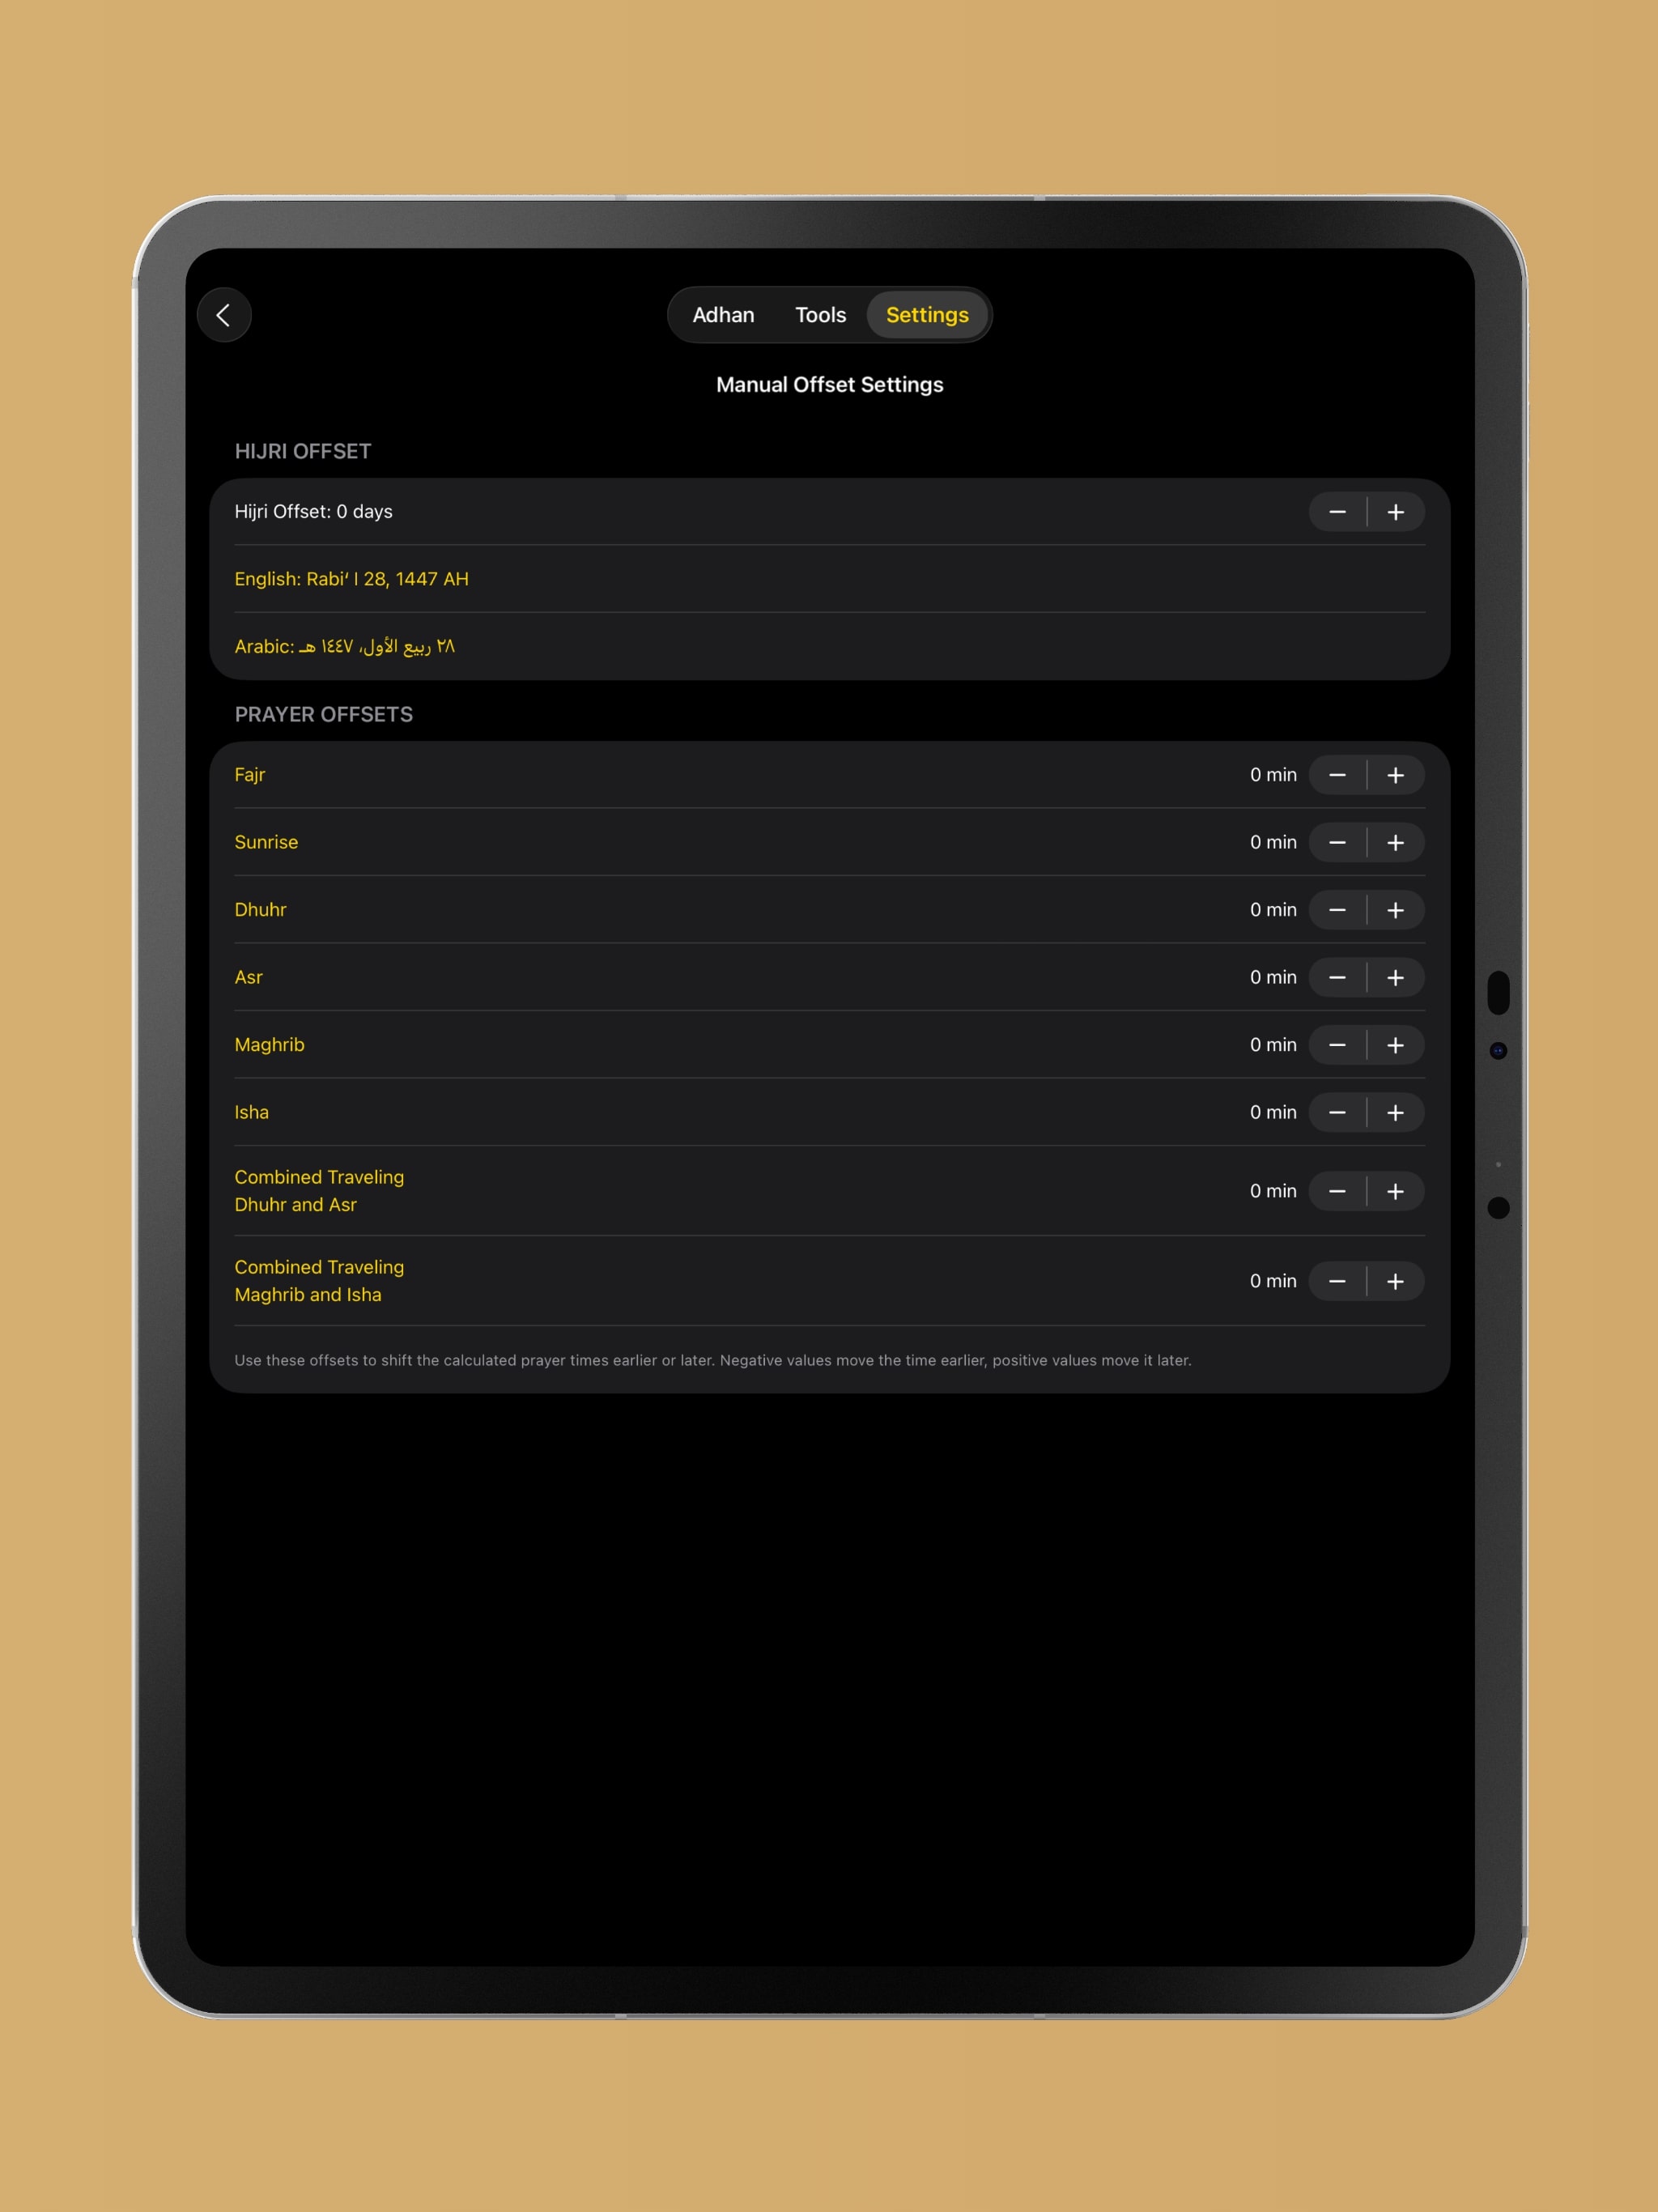 Adhan Tools Settings
Manual Offset Settings
HIJRI OFFSET
Hijri Offset: 0 days
English: Rabiʻ I 28, 1447 AH
Arabic: ٢٨ ربيع الأول، ١٤٤٧ هـ
PRAYER OFFSETS
Fajr 0 min − +
Sunrise 0 min − +
Dhuhr 0 min − +
Asr 0 min − +
Maghrib 0 min − +
Isha 0 min − +
Combined Traveling
Dhuhr and Asr 0 min − +
Combined Traveling
Maghrib and Isha 0 min − +
Use these offsets to shift the calculated prayer times earlier or later. Negative values move the time earlier, positive values move it later.